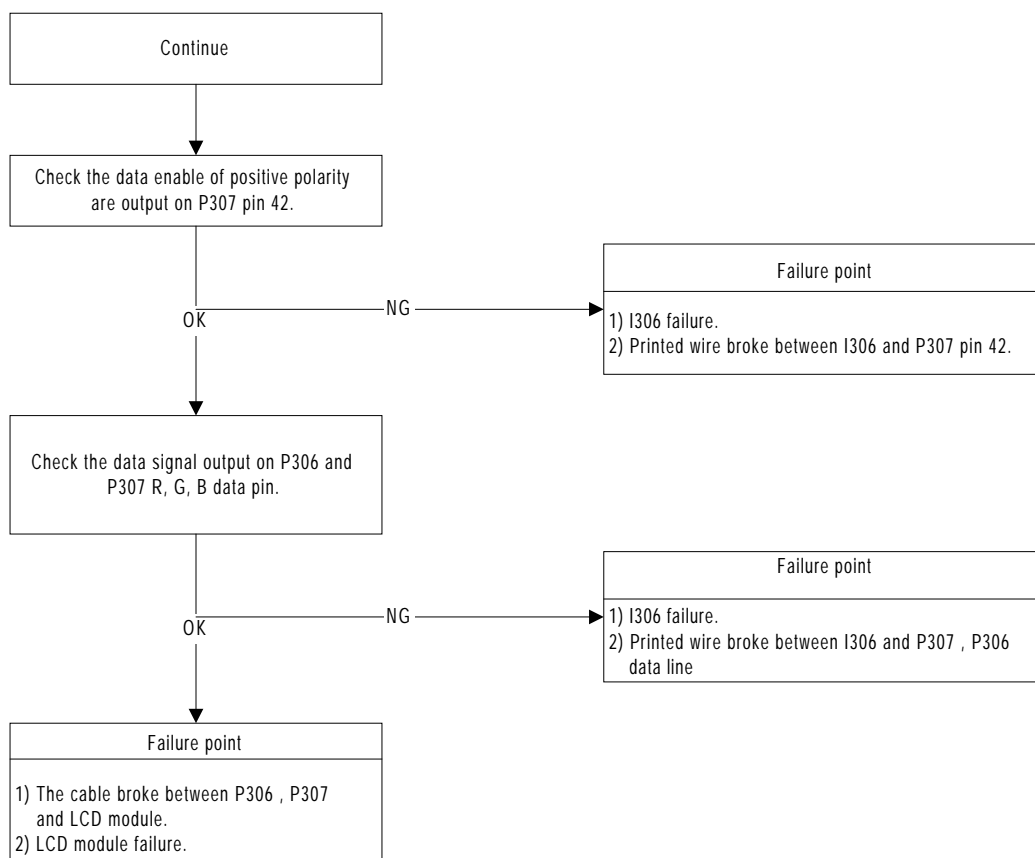 Continue
Check the data enable of positive polarity
are output on P307 pin 42.
NG
OK
Failure point
1) I306 failure.
2) Printed wire broke between I306 and P307 pin 42.
Check the data signal output on P306 and
P307 R, G, B data pin.
NG
OK
Failure point
1) I306 failure.
2) Printed wire broke between I306 and P307 , P306
data line
Failure point
1) The cable broke between P306 , P307
and LCD module.
2) LCD module failure.